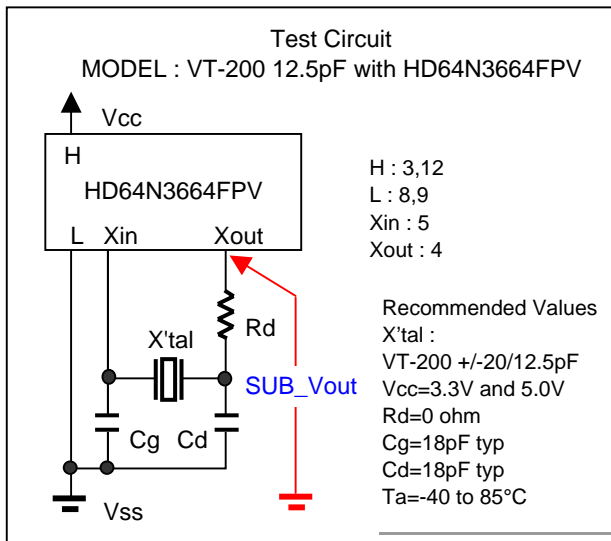 Test Circuit
MODEL : VT-200 12.5pF with HD64N3664FPV
Vcc
H
HD64N3664FPV
L Xin Xout
H : 3,12
L : 8,9
Xin : 5
Xout : 4
Rd
X'tal
SUB_Vout
Cg Cd
Vss
Recommended Values
X'tal :
VT-200 +/-20/12.5pF
Vcc=3.3V and 5.0V
Rd=0 ohm
Cg=18pF typ
Cd=18pF typ
Ta=-40 to 85°C